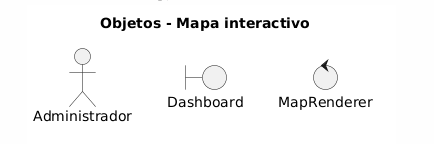 Objetos - Mapa interactivo
Administrador
Dashboard
MapRenderer